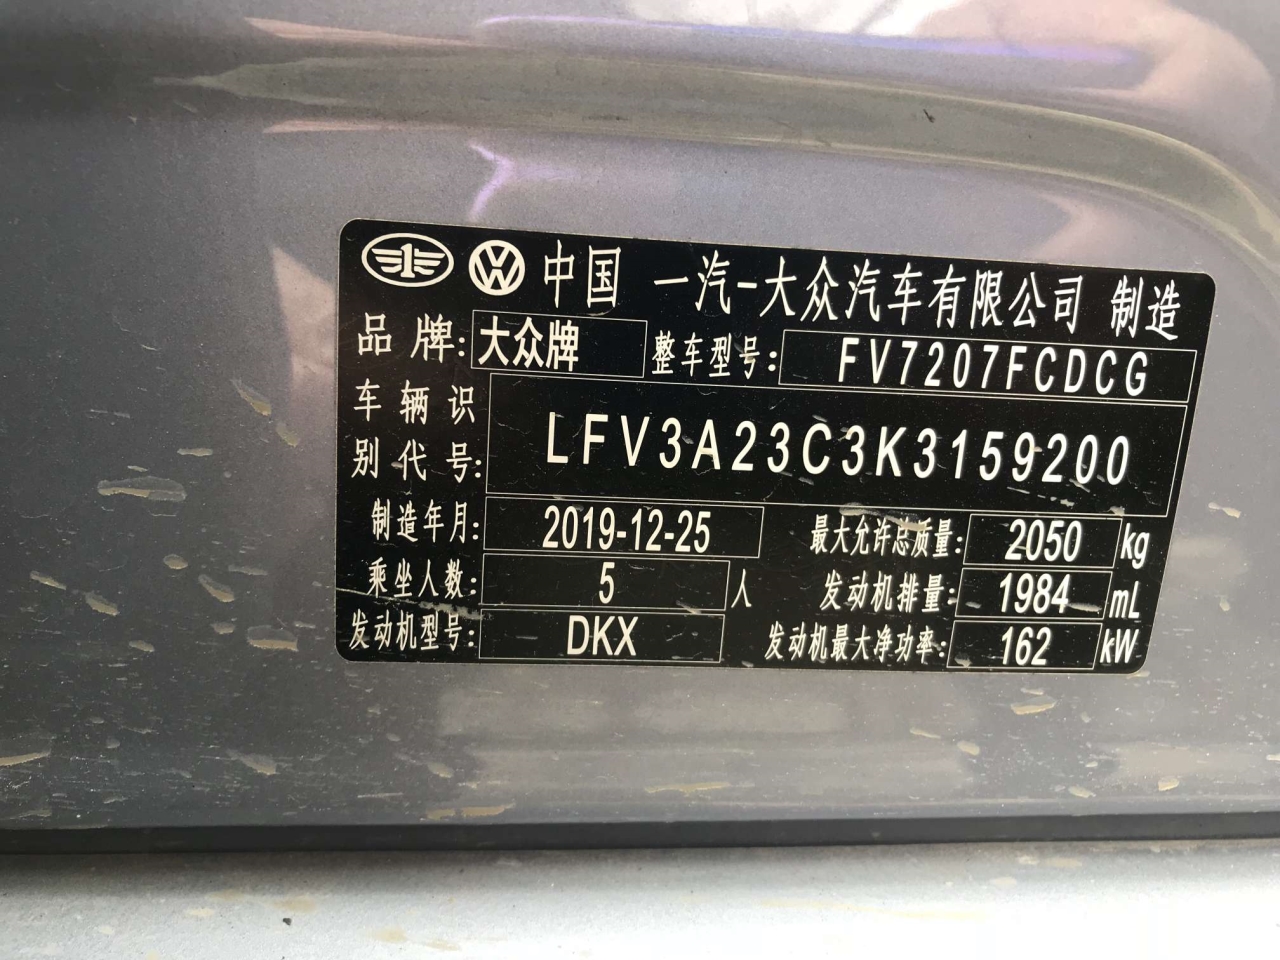 中国 一汽-大众汽车有限公司 制造
品牌: 大众牌 整车型号: FV7207FCDCG
车辆识别代号: LFV3A23C3K3159200
制造年月: 2019-12-25 最大允许总质量: 2050 kg
乘坐人数: 5 人 发动机排量: 1984 mL
发动机型号: DKX 发动机最大净功率: 162 kW